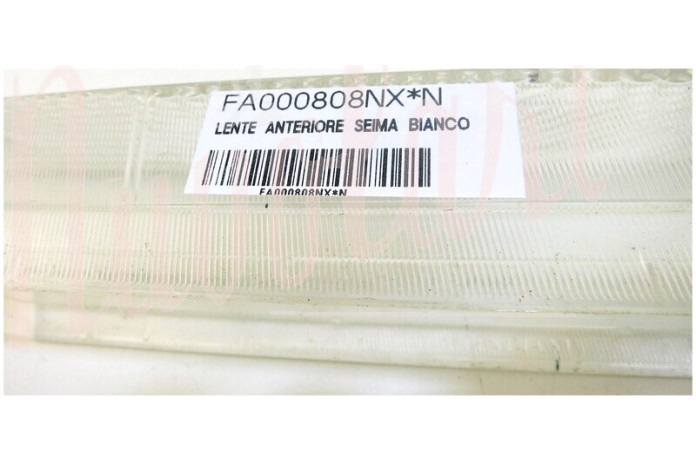 FA000808NX*N
LENTE ANTERIORE SEIMA BIANCO
FA000808NX*N